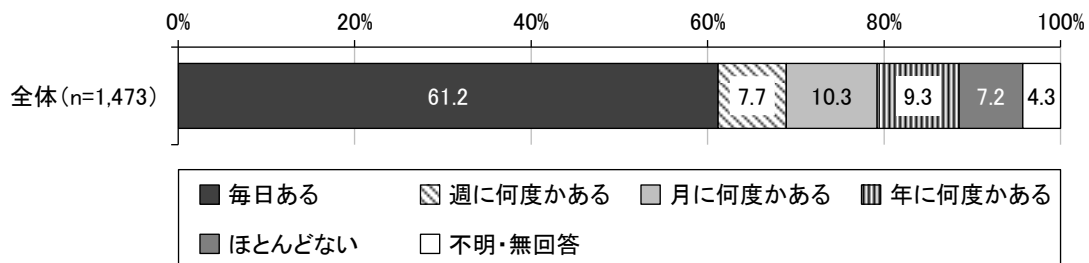 0% 20% 40% 60% 80% 100%
全体(n=1,473) 61.2 7.7 10.3 9.3 7.2 4.3
毎日ある 週に何度かある 月に何度かある 年に何度かある
ほとんどない 不明・無回答